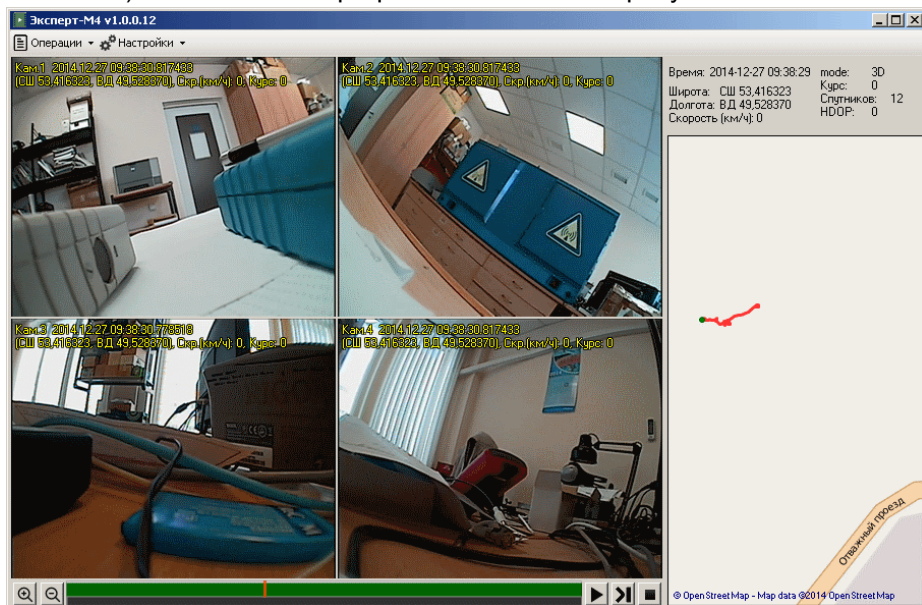 Эксперт-М4 v1.0.0.12
Операции
Настройки
Кам.1 2014-12-27 09:38:30.817433
(СШ 53,416323, ВД 49,528370), Скр.(км/ч): 0, Курс: 0
Кам.2 2014-12-27 09:38:30.817433
(СШ 53,416323, ВД 49,528370), Скр.(км/ч): 0, Курс: 0
Кам.3 2014-12-27 09:38:30.778518
(СШ 53,416323, ВД 49,528370), Скр.(км/ч): 0, Курс: 0
Кам.4 2014-12-27 09:38:30.817433
(СШ 53,416323, ВД 49,528370), Скр.(км/ч): 0, Курс: 0
Время: 2014-12-27 09:38:29
Широта: СШ 53,416323
Долгота: ВД 49,528370
Скорость (км/ч): 0
mode: 3D
Курс: 0
Спутников: 12
HDOP: 0
Отважный проезд
© OpenStreetMap - Map data ©2014 OpenStreetMap